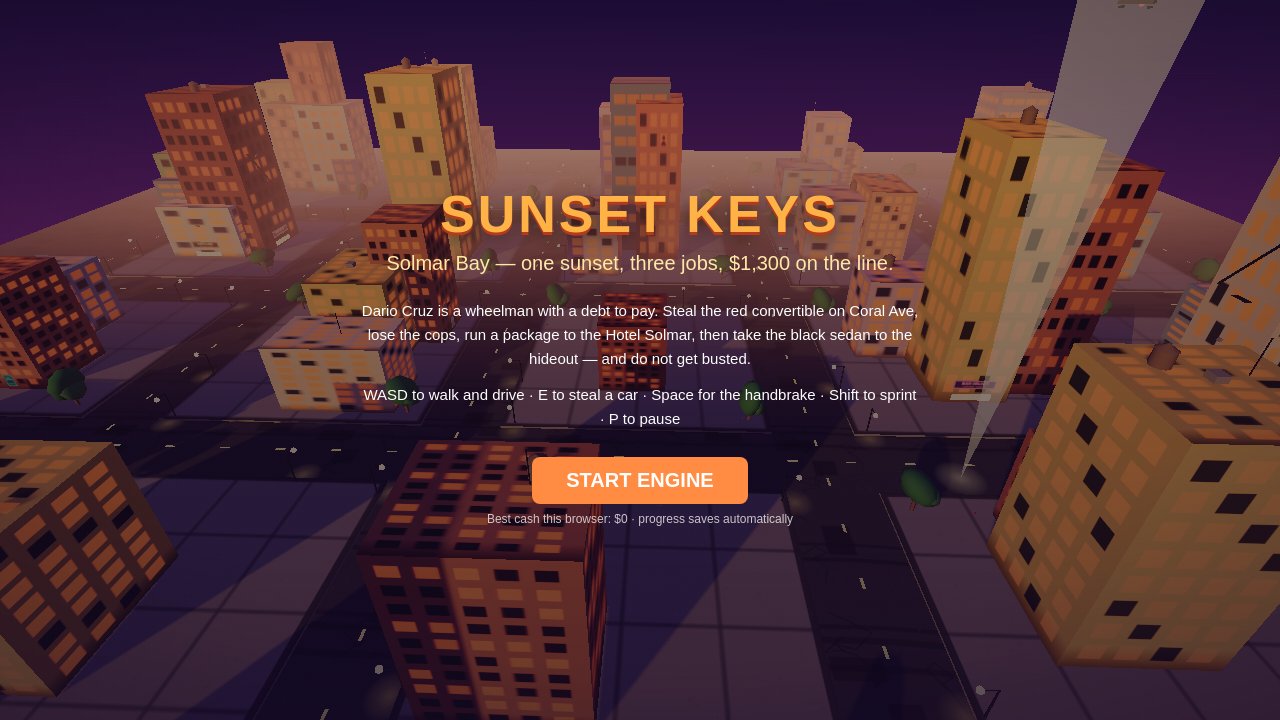 SUNSET KEYS
Solmar Bay — one sunset, three jobs, $1,300 on the line.
Dario Cruz is a wheelman with a debt to pay. Steal the red convertible on Coral Ave,
lose the cops, run a package to the Hotel Solmar, then take the black sedan to the
hideout — and do not get busted.
WASD to walk and drive · E to steal a car · Space for the handbrake · Shift to sprint
· P to pause
START ENGINE
Best cash this browser: $0 · progress saves automatically